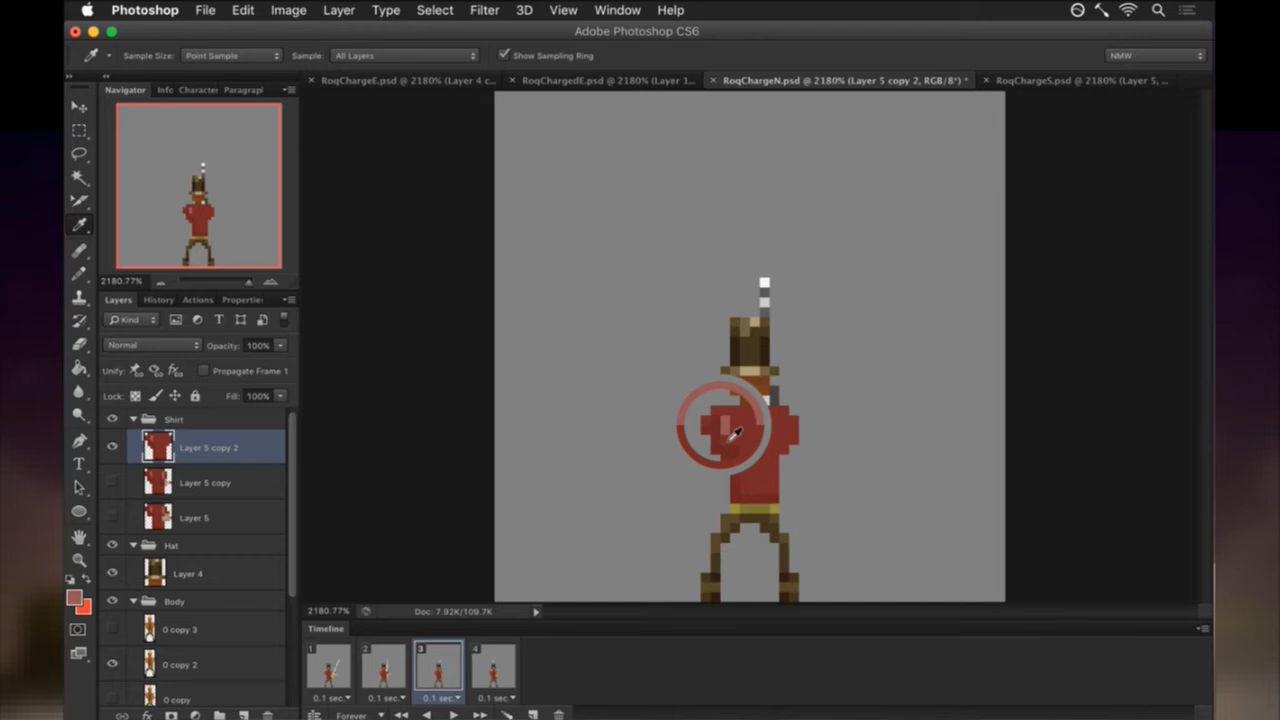 Photoshop File Edit Image Layer Type Select Filter 3D View Window Help
Adobe Photoshop CS6
Sample Size: Point Sample Sample: All Layers Show Sampling Ring NMW
RoqChargeE.psd @ 2180% (Layer 4 c... RoqChargedE.psd @ 2180% (Layer 1... RoqChargeN.psd @ 2180% (Layer 5 copy 2, RGB/8*) * RoqChargeS.psd @ 2180% (Layer 5, ...
Navigator Info Character Paragrapl
2180.77%
Layers History Actions Propertie:
Kind
Normal Opacity: 100%
Unify: Propagate Frame 1
Lock: Fill: 100%
Shirt
Layer 5 copy 2
Layer 5 copy
Layer 5
Hat
Layer 4
Body
0 copy 3
0 copy 2
0 copy
2180.77% Doc: 7.92K/109.7K
Timeline
1 2 3 4
0.1 sec. 0.1 sec. 0.1 sec. 0.1 sec.
Forever